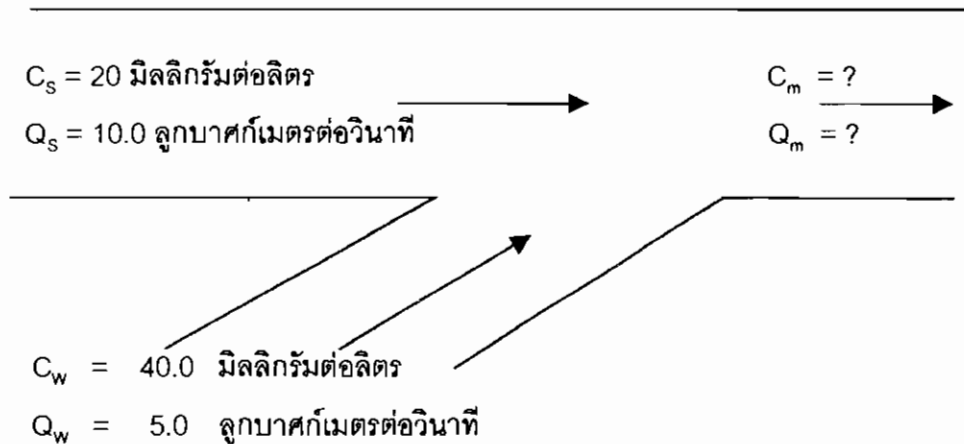 C_s = 20 มิลลิกรัมต่อลิตร
Q_s = 10.0 ลูกบาศก์เมตรต่อวินาที
C_m = ?
Q_m = ?
C_w = 40.0 มิลลิกรัมต่อลิตร
Q_w = 5.0 ลูกบาศก์เมตรต่อวินาที